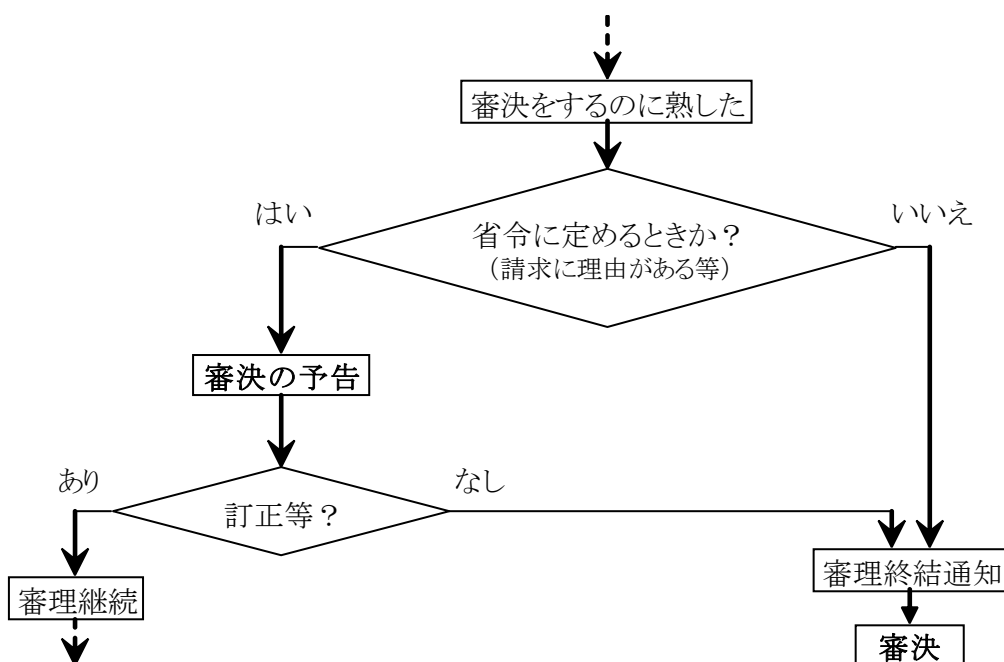 審決をするのに熟した
はい
いいえ
省令に定めるときか？
（請求に理由がある等）
審決の予告
あり
なし
訂正等？
審理継続
審理終結通知
審決